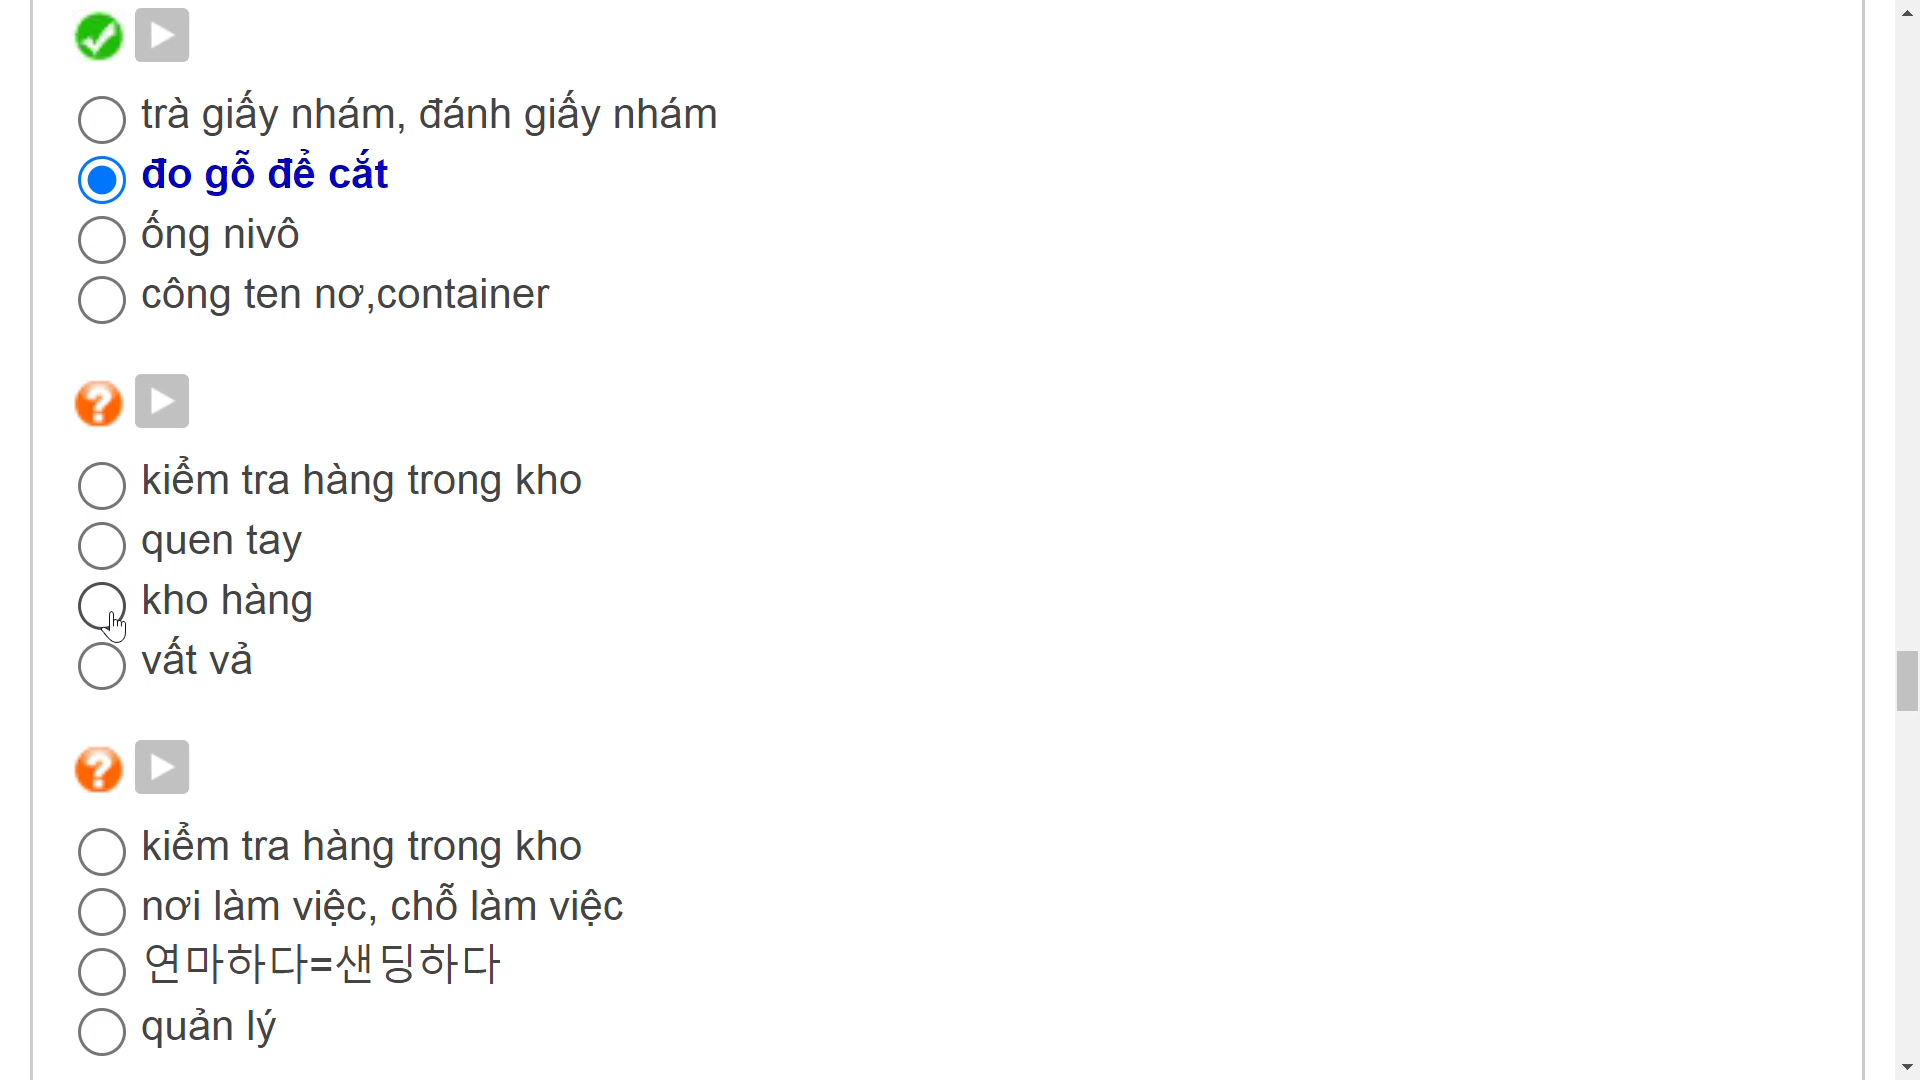 trà giấy nhám, đánh giấy nhám
đo gỗ để cắt
ống nivô
công ten nơ,container
kiểm tra hàng trong kho
quen tay
kho hàng
vất vả
kiểm tra hàng trong kho
nơi làm việc, chỗ làm việc
연마하다=샌딩하다
quản lý